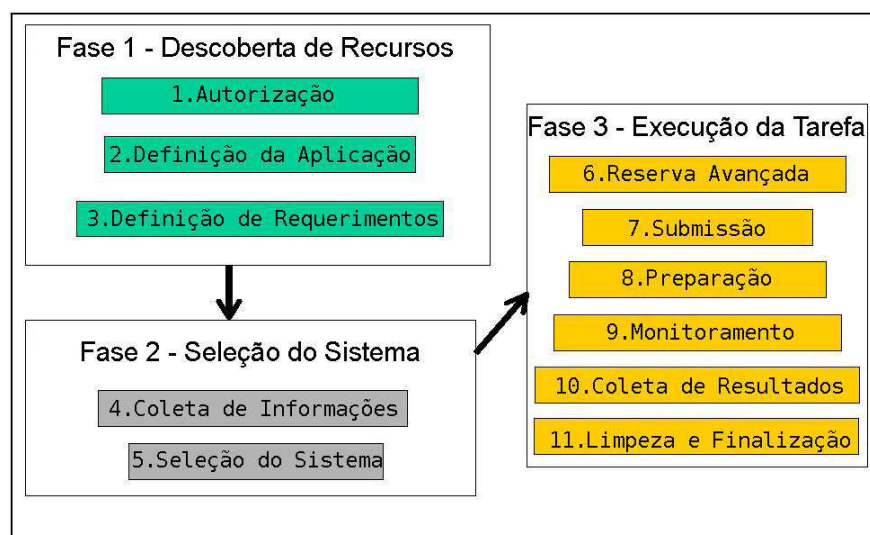 Fase 1 - Descoberta de Recursos
1.Autorização
2.Definição da Aplicação
3.Definição de Requerimentos
Fase 2 - Seleção do Sistema
4.Coleta de Informações
5.Seleção do Sistema
Fase 3 - Execução da Tarefa
6.Reserva Avançada
7.Submissão
8.Preparação
9.Monitoramento
10.Coleta de Resultados
11.Limpeza e Finalização